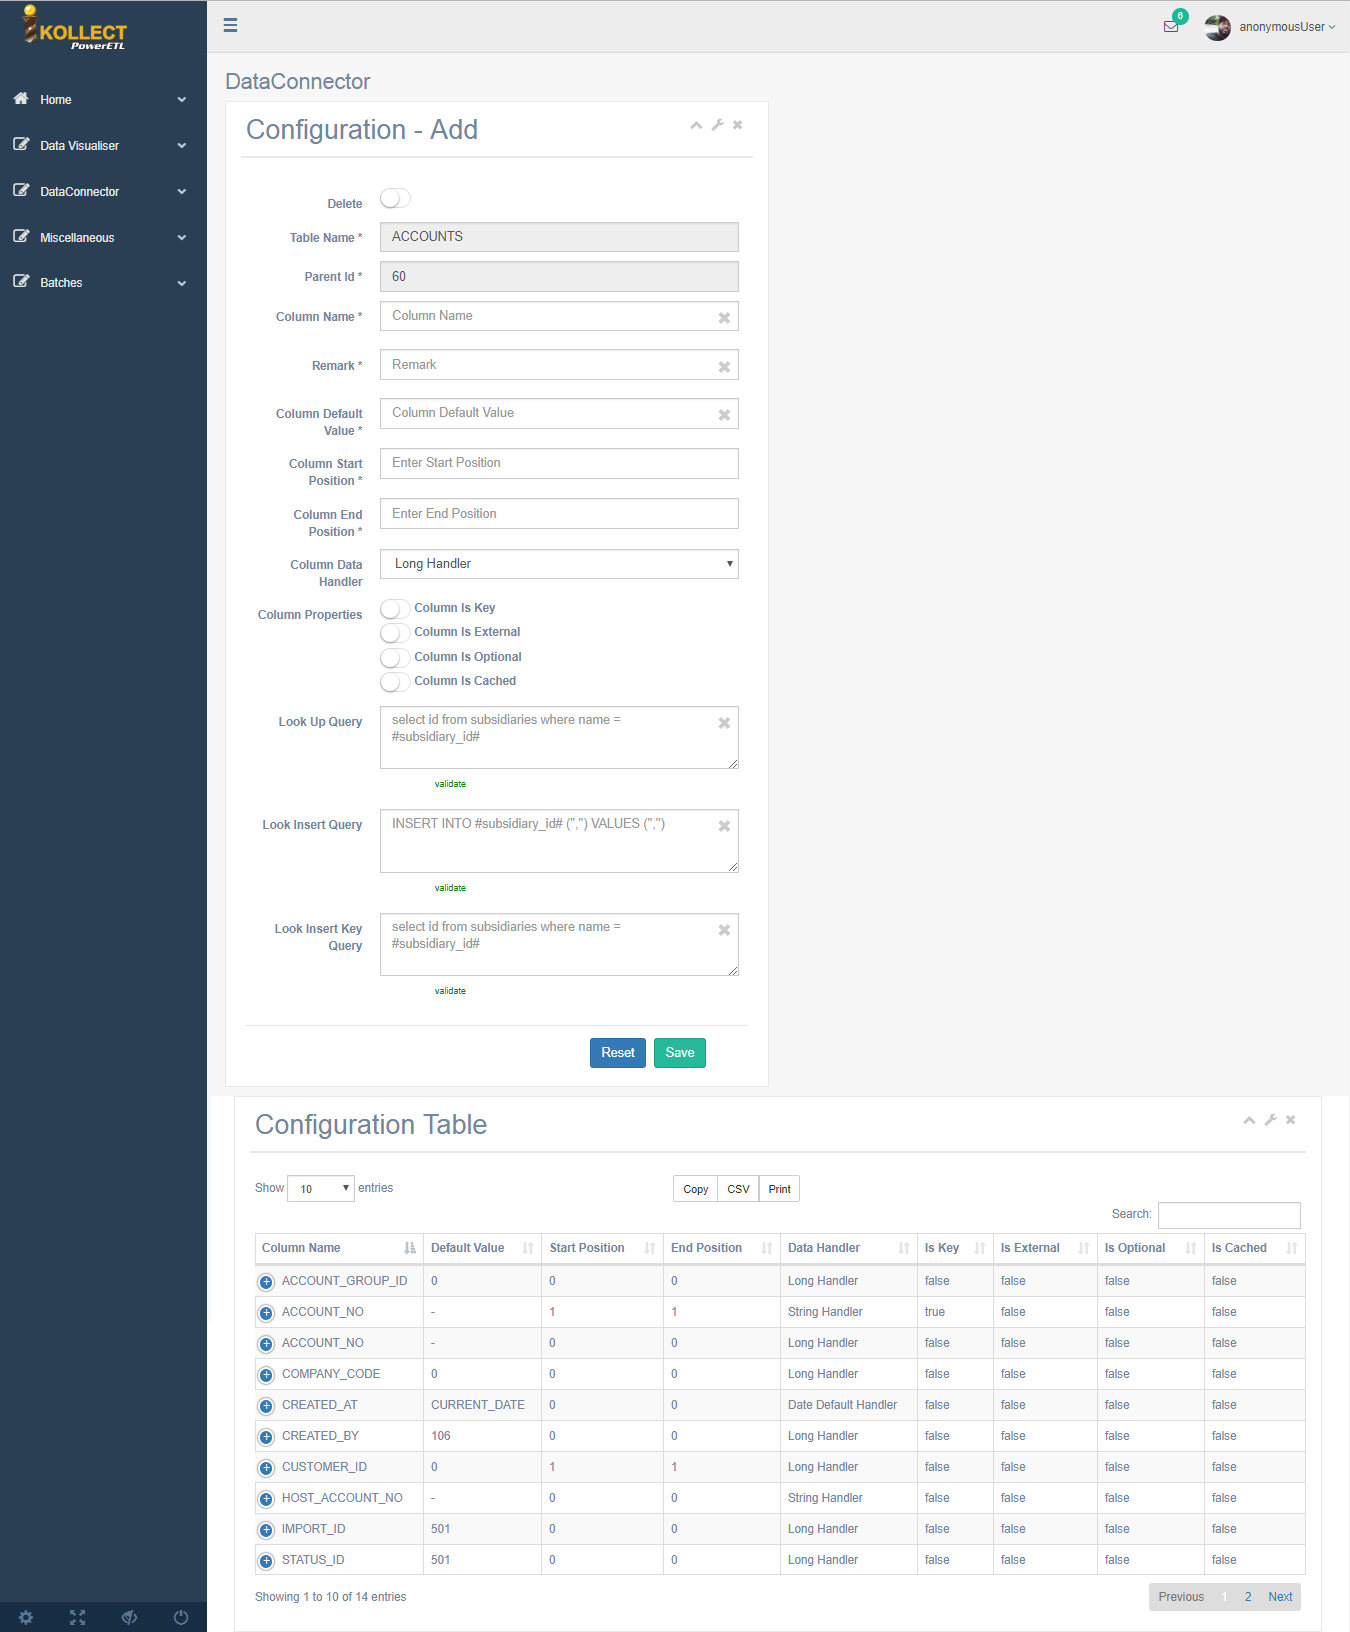 KOLLECT
PowerETL
6
anonymousUser
Home
Data Visualiser
DataConnector
Miscellaneous
Batches
DataConnector
Configuration - Add
Delete
Table Name * ACCOUNTS
Parent Id * 60
Column Name * Column Name
Remark * Remark
Column Default Value * Column Default Value
Column Start Position * Enter Start Position
Column End Position * Enter End Position
Column Data Handler Long Handler
Column Properties Column Is Key
Column Is External
Column Is Optional
Column Is Cached
Look Up Query select id from subsidiaries where name =
#subsidiary_id#
validate
Look Insert Query INSERT INTO #subsidiary_id# (",") VALUES (",")
validate
Look Insert Key Query select id from subsidiaries where name =
#subsidiary_id#
validate
Reset Save
Configuration Table
Show 10 entries Copy CSV Print
Search:
Column Name Default Value Start Position End Position Data Handler Is Key Is External Is Optional Is Cached
ACCOUNT_GROUP_ID 0 0 0 Long Handler false false false false
ACCOUNT_NO - 1 1 String Handler true false false false
ACCOUNT_NO - 0 0 Long Handler false false false false
COMPANY_CODE 0 0 0 Long Handler false false false false
CREATED_AT CURRENT_DATE 0 0 Date Default Handler false false false false
CREATED_BY 106 0 0 Long Handler false false false false
CUSTOMER_ID 0 1 1 Long Handler false false false false
HOST_ACCOUNT_NO - 0 0 String Handler false false false false
IMPORT_ID 501 0 0 Long Handler false false false false
STATUS_ID 501 0 0 Long Handler false false false false
Showing 1 to 10 of 14 entries Previous 1 2 Next